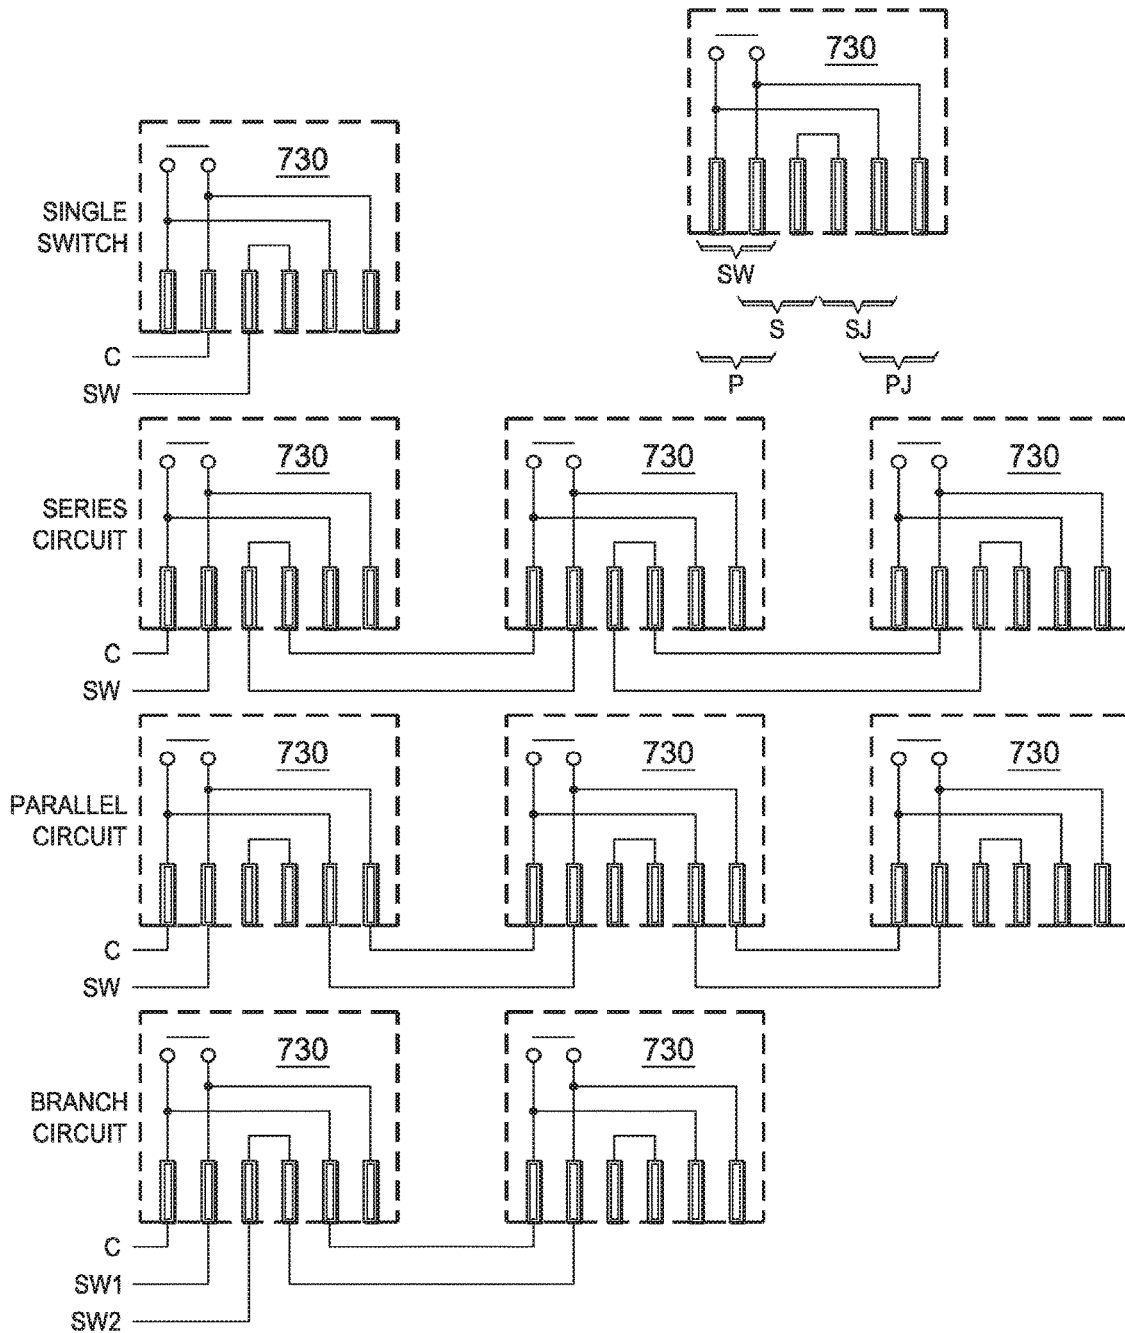 730
730
SINGLE
SWITCH
SW
S SJ
C
P PJ
SW
730 730 730
SERIES
CIRCUIT
C
SW
730 730 730
PARALLEL
CIRCUIT
C
SW
730 730
BRANCH
CIRCUIT
C
SW1
SW2